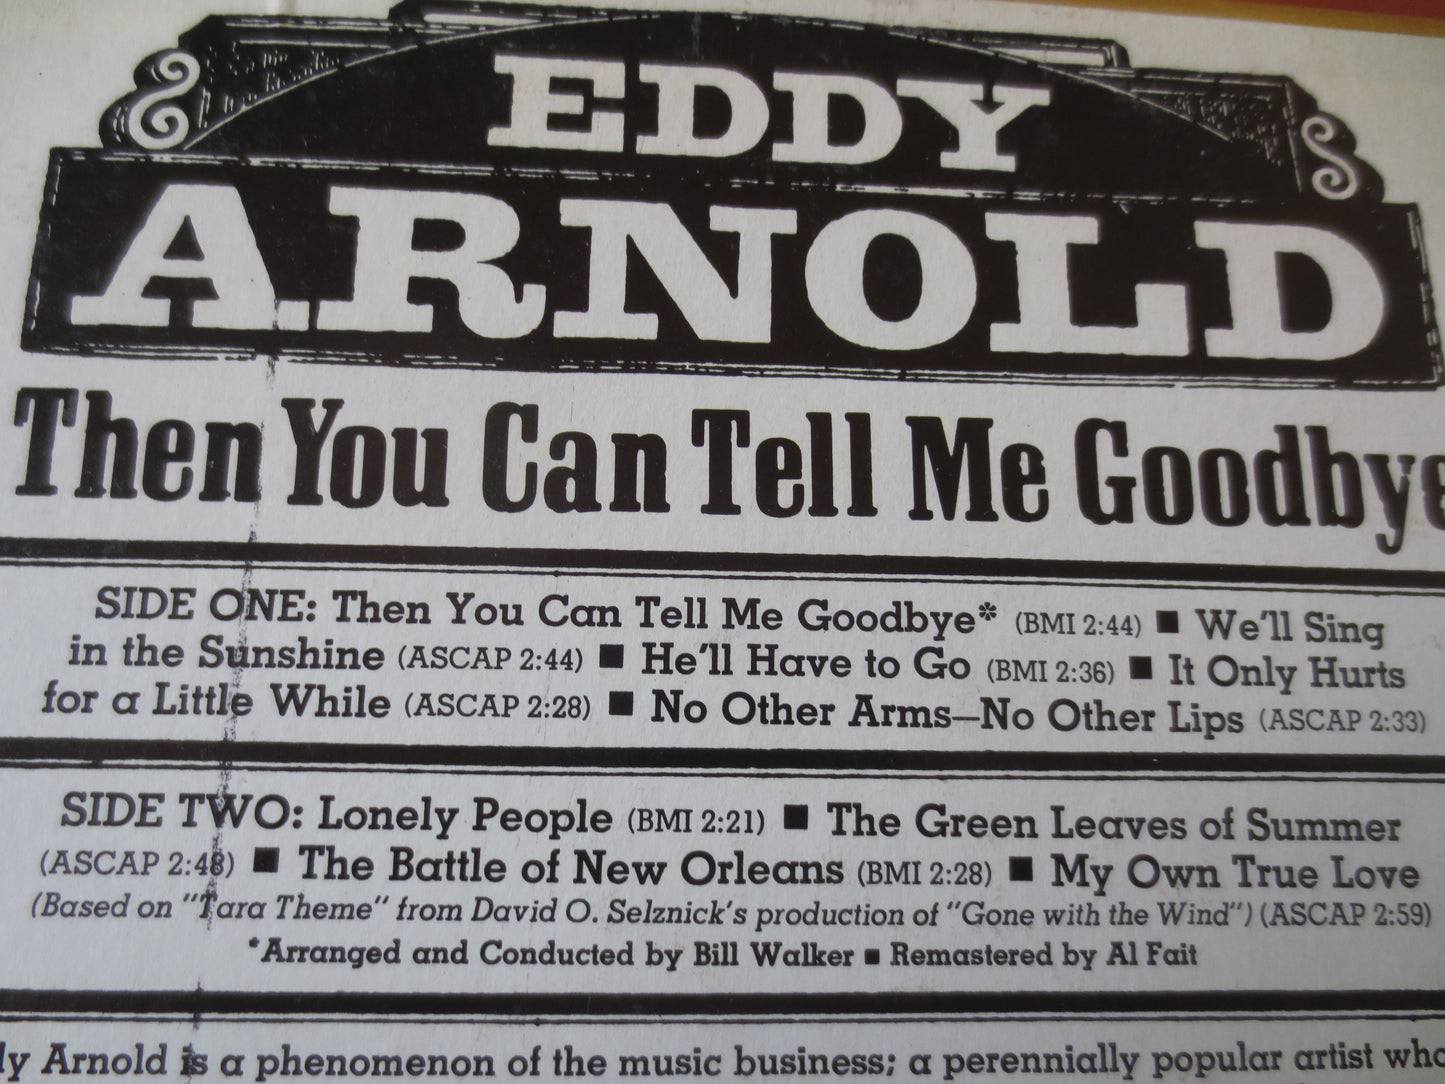 EDDY
ARNOLD
Then You Can Tell Me Goodbye
SIDE ONE: Then You Can Tell Me Goodbye* (BMI 2:44) ■ We'll Sing
in the Sunshine (ASCAP 2:44) ■ He'll Have to Go (BMI 2:36) ■ It Only Hurts
for a Little While (ASCAP 2:28) ■ No Other Arms—No Other Lips (ASCAP 2:33)
SIDE TWO: Lonely People (BMI 2:21) ■ The Green Leaves of Summer
(ASCAP 2:48) ■ The Battle of New Orleans (BMI 2:28) ■ My Own True Love
(Based on "Tara Theme" from David O. Selznick's production of "Gone with the Wind") (ASCAP 2:59)
*Arranged and Conducted by Bill Walker ■ Remastered by Al Fait
dy Arnold is a phenomenon of the music business; a perennially popular artist who